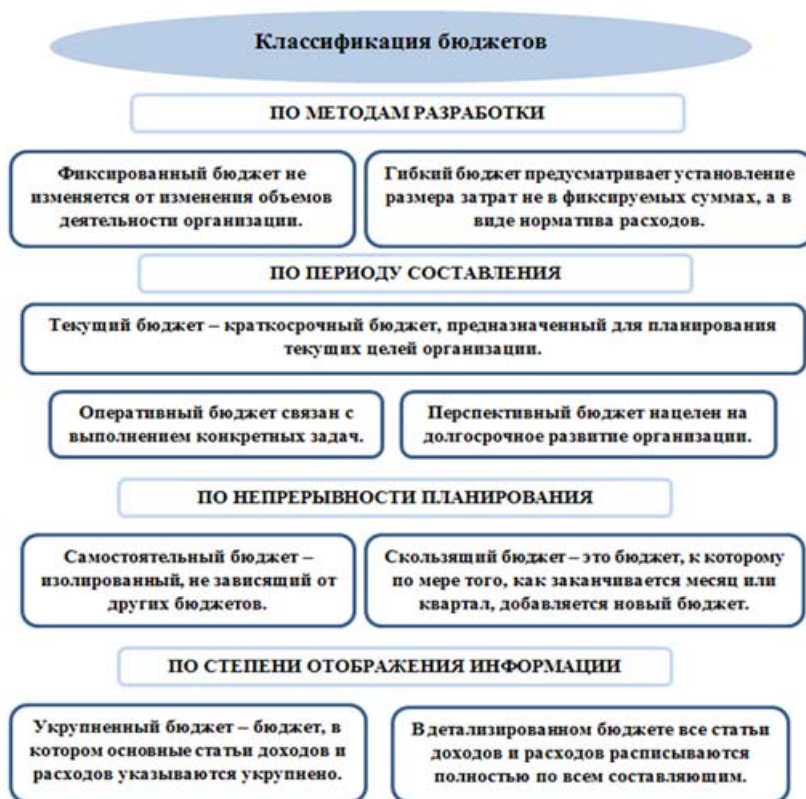 Классификация бюджетов
ПО МЕТОДАМ РАЗРАБОТКИ
Фиксированный бюджет не
изменяется от изменения объемов
деятельности организации.
Гибкий бюджет предусматривает установление
размера затрат не в фиксируемых суммах, а в
виде норматива расходов.
ПО ПЕРИОДУ СОСТАВЛЕНИЯ
Текущий бюджет – краткосрочный бюджет, предназначенный для планирования
текущих целей организации.
Оперативный бюджет связан с
выполнением конкретных задач.
Перспективный бюджет нацелен на
долгосрочное развитие организации.
ПО НЕПРЕРЫВНОСТИ ПЛАНИРОВАНИЯ
Самостоятельный бюджет –
изолированный, не зависящий от
других бюджетов.
Скользящий бюджет – это бюджет, к которому
по мере того, как заканчивается месяц или
квартал, добавляется новый бюджет.
ПО СТЕПЕНИ ОТОБРАЖЕНИЯ ИНФОРМАЦИИ
Укрупненный бюджет – бюджет, в
котором основные статьи доходов и
расходов указываются укрупнено.
В детализированном бюджете все статьи
доходов и расходов расписываются
полностью по всем составляющим.